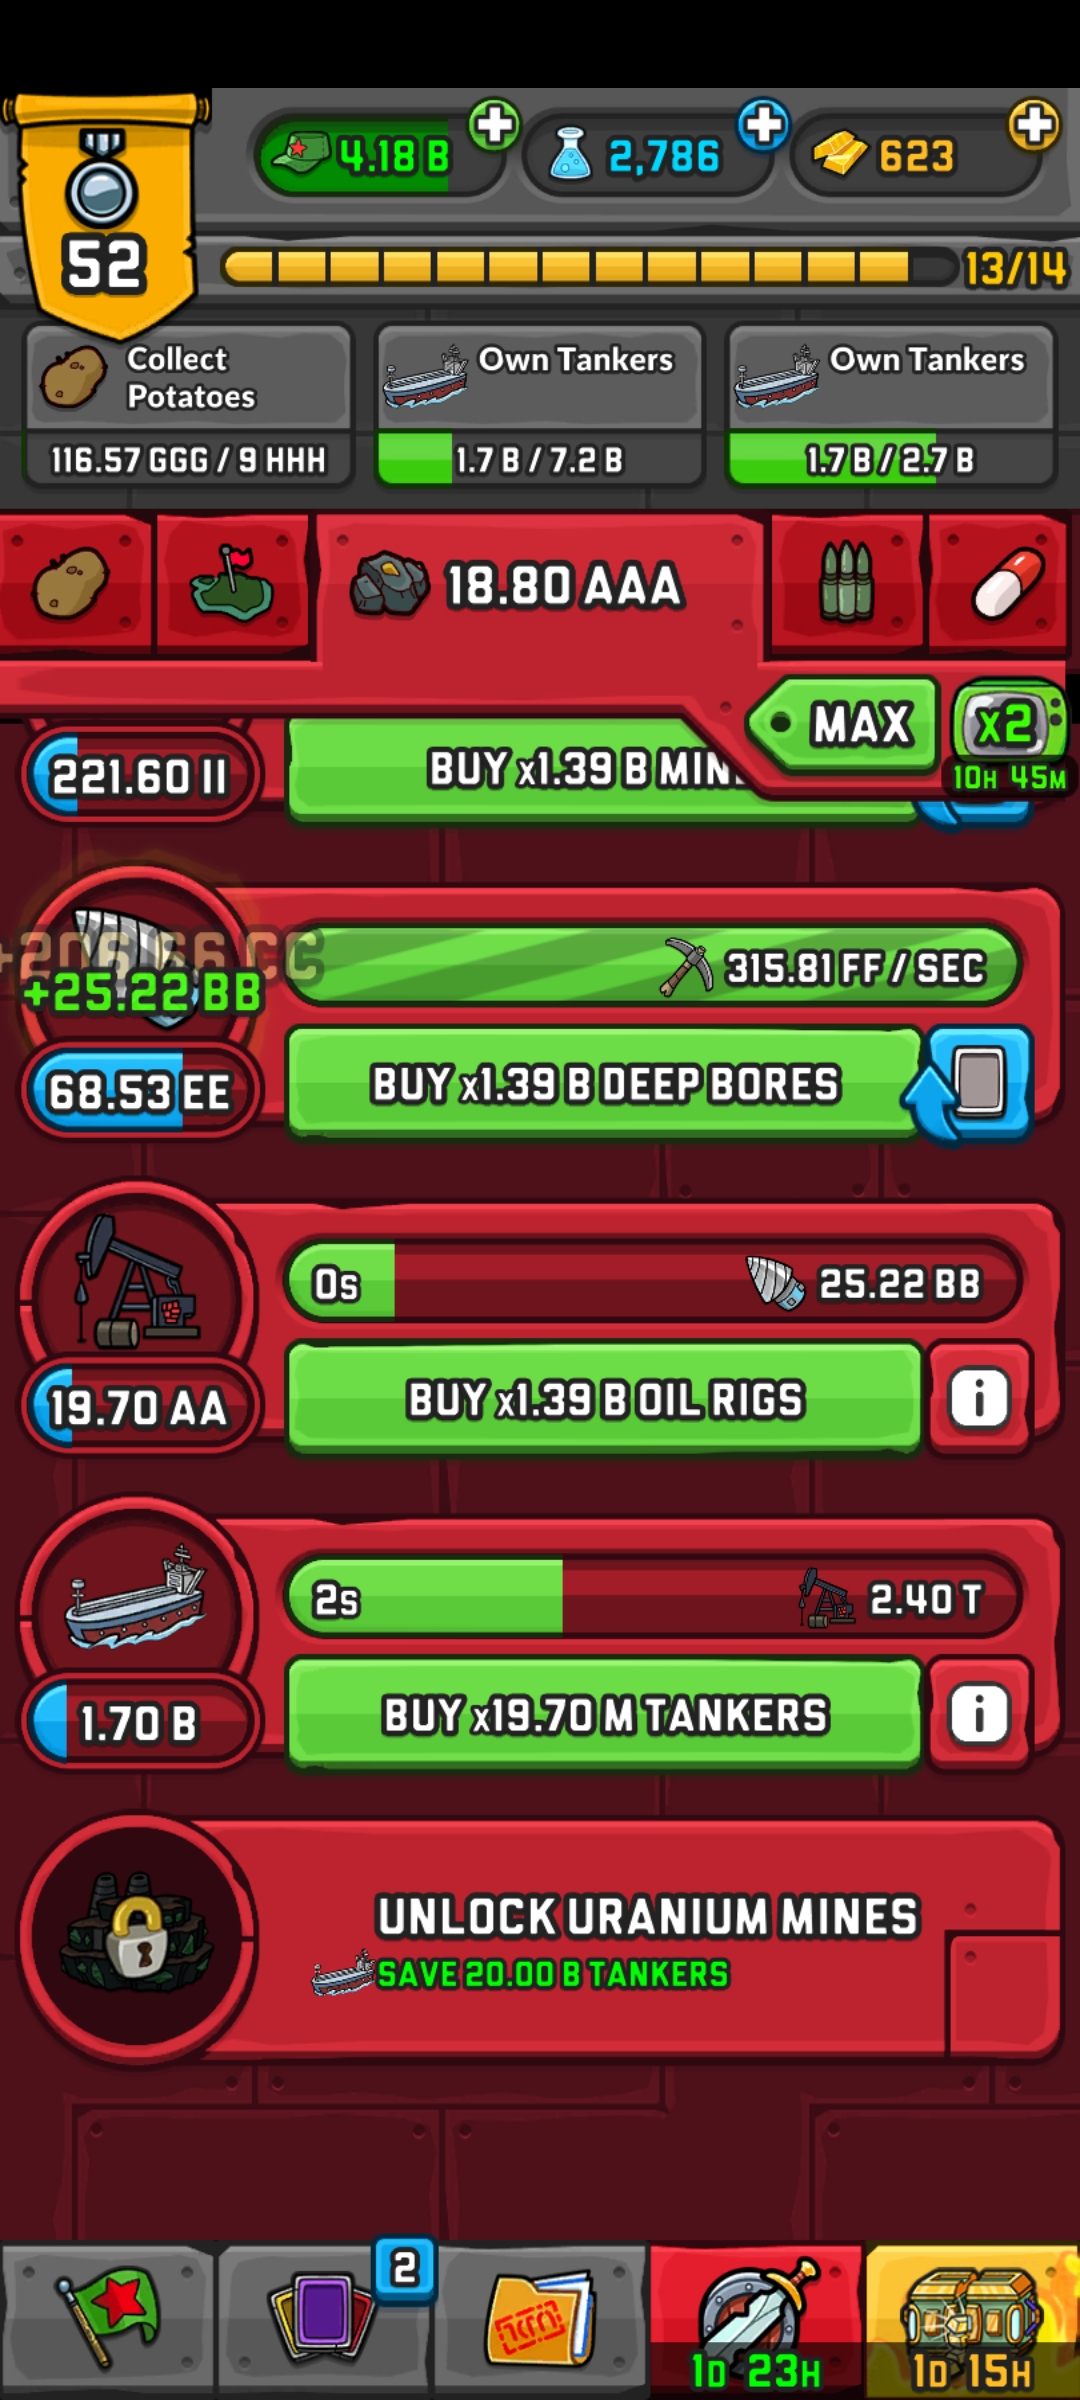 4.18 B
2,786
623
52
13/14
Collect
Potatoes
116.57 GGG / 9 HHH
Own Tankers
1.7 B / 7.2 B
Own Tankers
1.7 B / 2.7 B
18.80 AAA
MAX
x2
10H 45M
221.60 II
BUY x1.39 B MIN
+206.66 CC
+25.22 BB
315.81 FF / SEC
68.53 EE
BUY x1.39 B DEEP BORES
0s
25.22 BB
19.70 AA
BUY x1.39 B OIL RIGS
i
2s
2.40 T
1.70 B
BUY x19.70 M TANKERS
i
UNLOCK URANIUM MINES
SAVE 20.00 B TANKERS
2
1D 23H
1D 15H